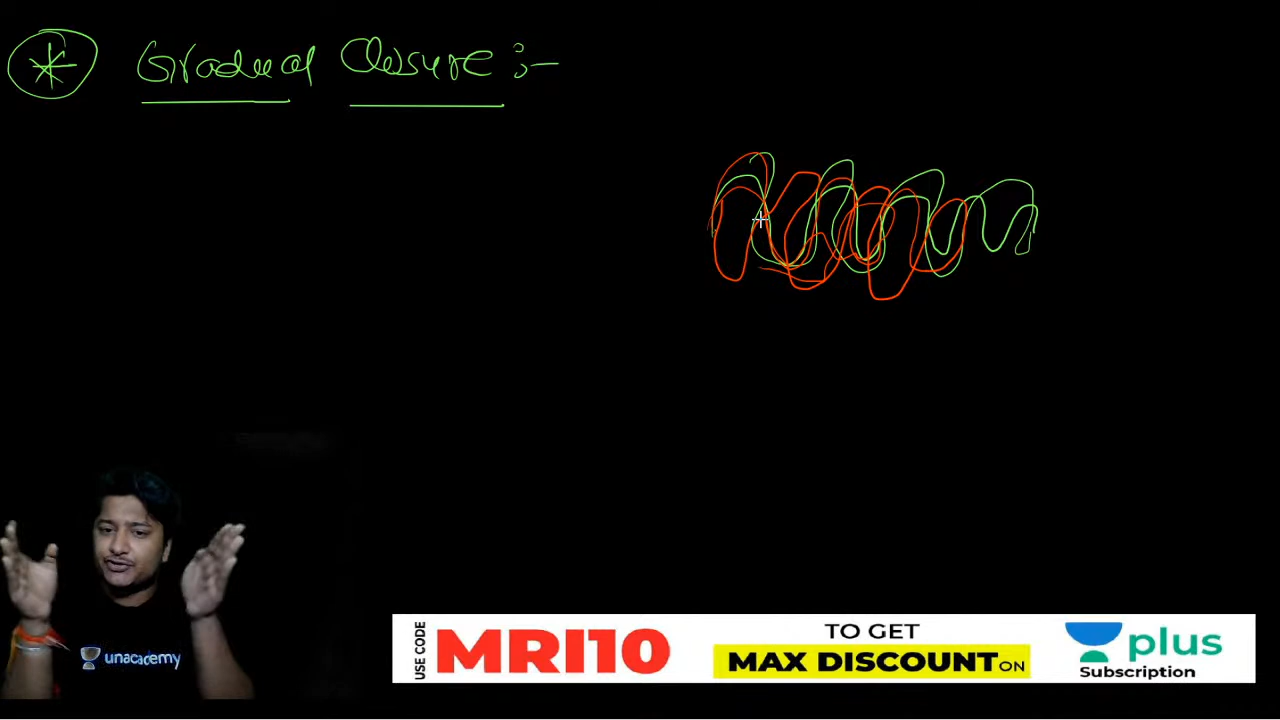 * Gradual Closure :-
unacademy
USE CODE
MRI10
TO GET
MAX DISCOUNT ON
plus
Subscription